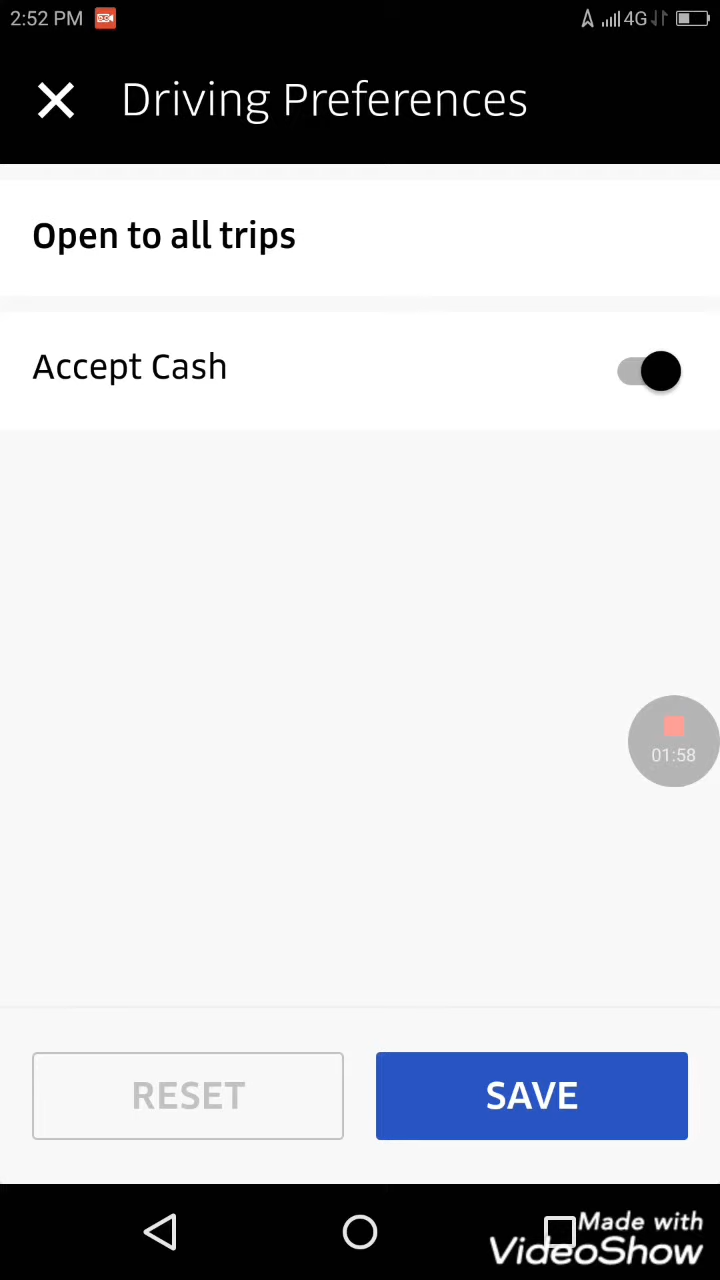 2:52 PM 4G
Driving Preferences
Open to all trips
Accept Cash
01:58
RESET SAVE
Made with
VideoShow